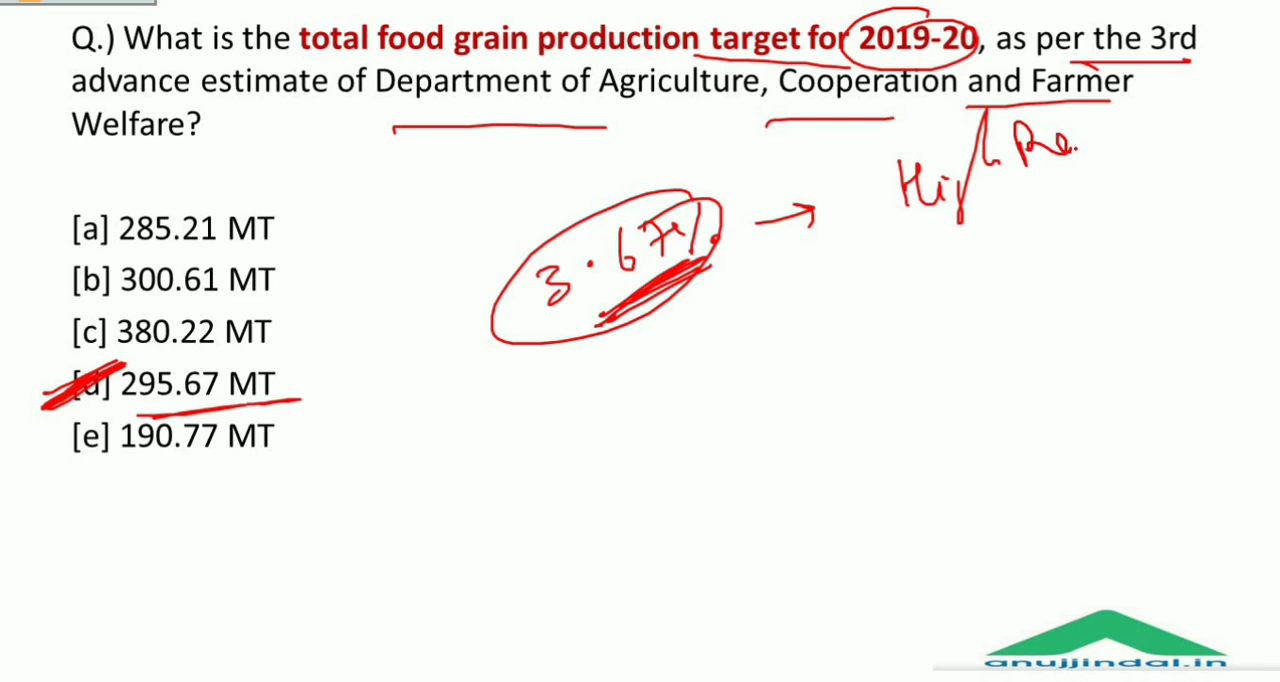 Q.) What is the total food grain production target for 2019-20, as per the 3rd
advance estimate of Department of Agriculture, Cooperation and Farmer
Welfare?
High Pro.
3.67%
[a] 285.21 MT
[b] 300.61 MT
[c] 380.22 MT
[d] 295.67 MT
[e] 190.77 MT
anujjindal.in